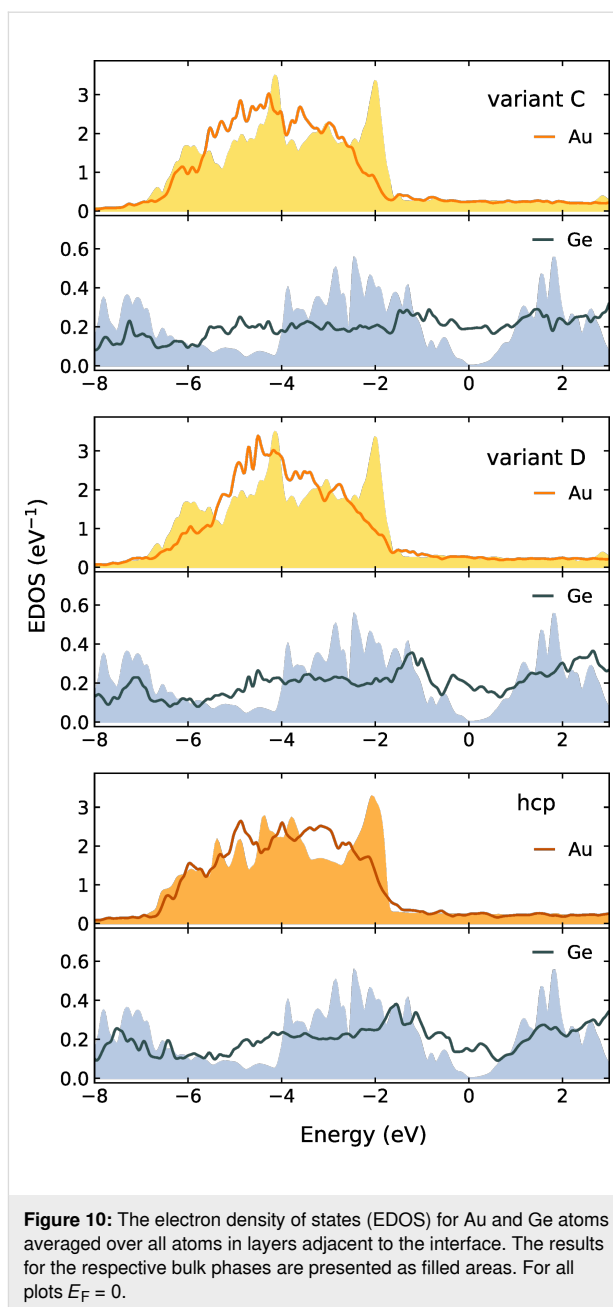 3
2
1
0
variant C
Au
0.6
0.4
0.2
0.0
Ge
−8
−6
−4
−2
0
2
3
2
1
0
variant D
Au
EDOS (eV⁻¹)
0.6
0.4
0.2
0.0
Ge
−8
−6
−4
−2
0
2
3
2
1
0
hcp
Au
0.6
0.4
0.2
0.0
Ge
−8
−6
−4
−2
0
2
Energy (eV)
Figure 10: The electron density of states (EDOS) for Au and Ge atoms
averaged over all atoms in layers adjacent to the interface. The results
for the respective bulk phases are presented as filled areas. For all
plots E_F = 0.